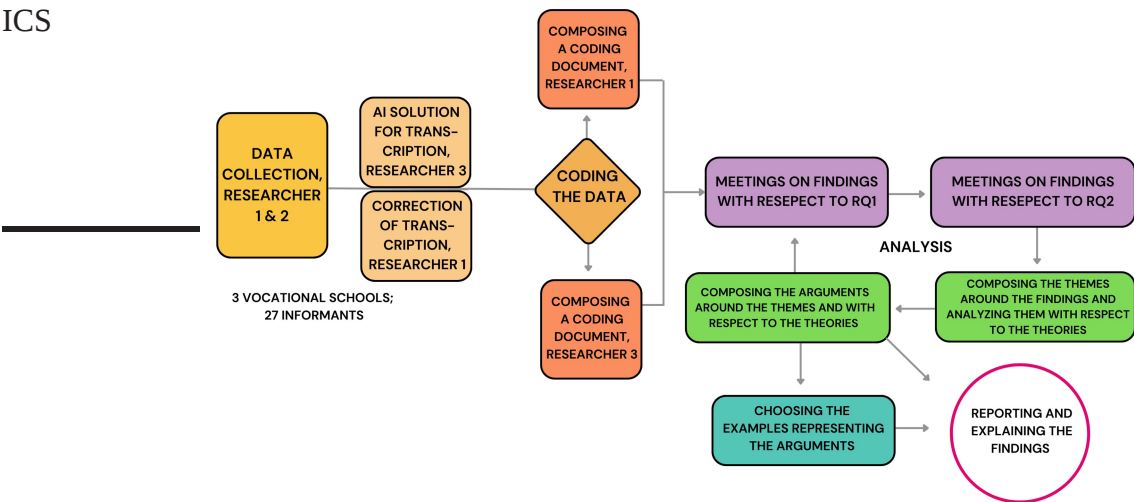 ICS
DATA
COLLECTION,
RESEARCHER
1 & 2
3 VOCATIONAL SCHOOLS;
27 INFORMANTS
AI SOLUTION
FOR TRANS-
CRIPTION,
RESEARCHER 3
CORRECTION
OF TRANS-
CRIPTION,
RESEARCHER 1
COMPOSING
A CODING
DOCUMENT,
RESEARCHER 1
CODING
THE DATA
COMPOSING
A CODING
DOCUMENT,
RESEARCHER 3
MEETINGS ON FINDINGS
WITH RESEPECT TO RQ1
MEETINGS ON FINDINGS
WITH RESEPECT TO RQ2
ANALYSIS
COMPOSING THE ARGUMENTS
AROUND THE THEMES AND WITH
RESPECT TO THE THEORIES
COMPOSING THE THEMES
AROUND THE FINDINGS AND
ANALYZING THEM WITH RESPECT
TO THE THEORIES
CHOOSING THE
EXAMPLES REPRESENTING
THE ARGUMENTS
REPORTING AND
EXPLAINING THE
FINDINGS